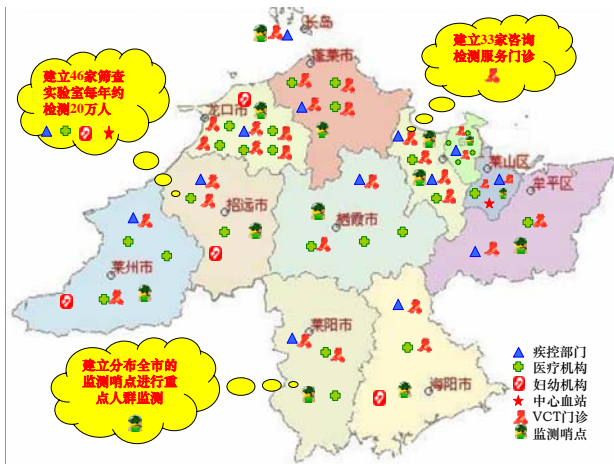 长岛
建立46家筛查
实验室每年约
检测20万人
建立33家咨询
检测服务门诊
蓬莱市
龙口市
莱山区
牟平区
招远市
栖霞市
莱州市
莱阳市
海阳市
建立分布全市的
监测哨点进行重
点人群监测
疾控部门
医疗机构
妇幼机构
中心血站
VCT门诊
监测哨点